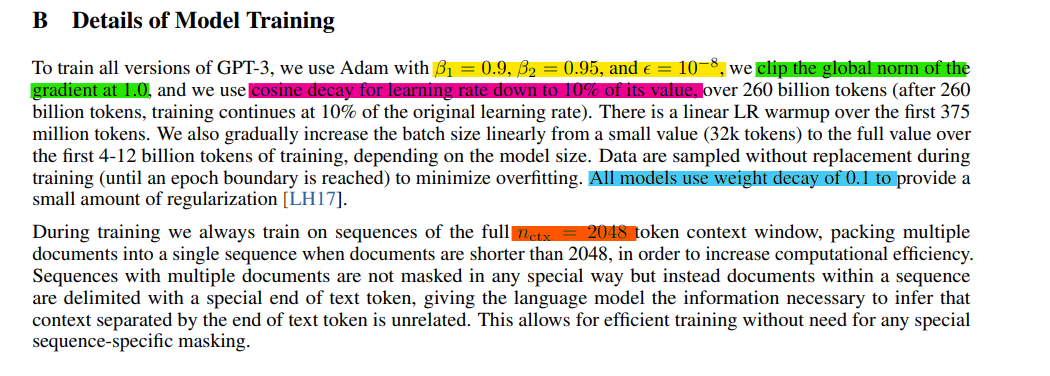 B Details of Model Training
To train all versions of GPT-3, we use Adam with β₁ = 0.9, β₂ = 0.95, and ϵ = 10⁻⁸, we clip the global norm of the
gradient at 1.0, and we use cosine decay for learning rate down to 10% of its value, over 260 billion tokens (after 260
billion tokens, training continues at 10% of the original learning rate). There is a linear LR warmup over the first 375
million tokens. We also gradually increase the batch size linearly from a small value (32k tokens) to the full value over
the first 4-12 billion tokens of training, depending on the model size. Data are sampled without replacement during
training (until an epoch boundary is reached) to minimize overfitting. All models use weight decay of 0.1 to provide a
small amount of regularization [LH17].
During training we always train on sequences of the full n_ctx = 2048 token context window, packing multiple
documents into a single sequence when documents are shorter than 2048, in order to increase computational efficiency.
Sequences with multiple documents are not masked in any special way but instead documents within a sequence
are delimited with a special end of text token, giving the language model the information necessary to infer that
context separated by the end of text token is unrelated. This allows for efficient training without need for any special
sequence-specific masking.